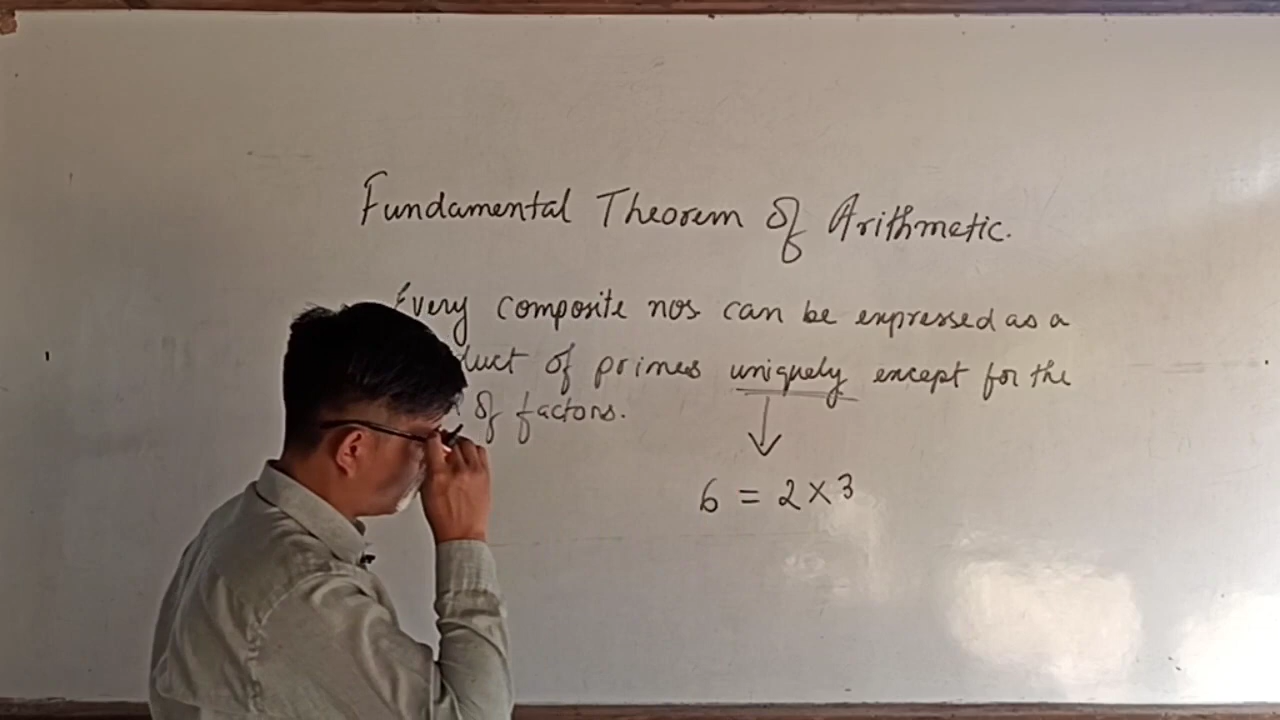 Fundamental Theorem Of Arithmetic.
Every composite nos can be expressed as a
duct of primes uniquely except for the
of factors.
6 = 2 × 3